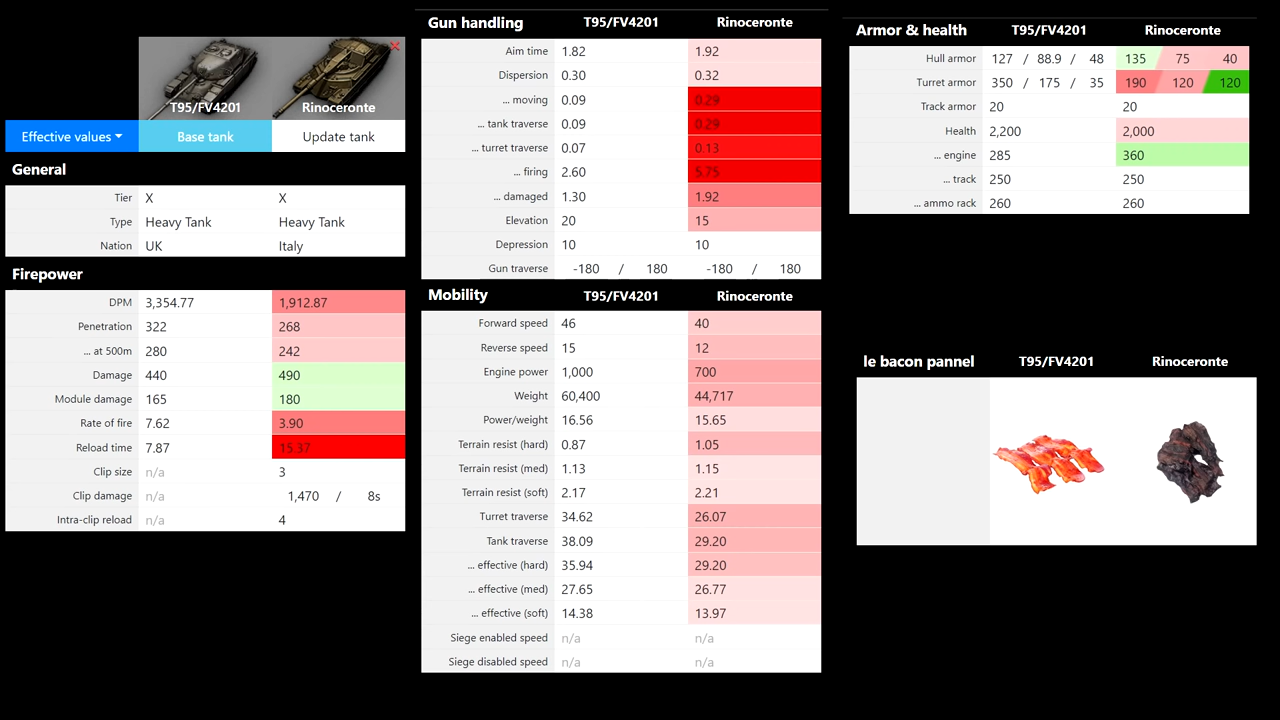 T95/FV4201 Rinoceronte
Effective values Base tank Update tank
General
Tier X X
Type Heavy Tank Heavy Tank
Nation UK Italy
Firepower
DPM 3,354.77 1,912.87
Penetration 322 268
... at 500m 280 242
Damage 440 490
Module damage 165 180
Rate of fire 7.62 3.90
Reload time 7.87 15.37
Clip size n/a 3
Clip damage n/a 1,470 / 8s
Intra-clip reload n/a 4
Gun handling T95/FV4201 Rinoceronte
Aim time 1.82 1.92
Dispersion 0.30 0.32
... moving 0.09 0.29
... tank traverse 0.09 0.29
... turret traverse 0.07 0.13
... firing 2.60 5.75
... damaged 1.30 1.92
Elevation 20 15
Depression 10 10
Gun traverse -180 / 180 -180 / 180
Mobility T95/FV4201 Rinoceronte
Forward speed 46 40
Reverse speed 15 12
Engine power 1,000 700
Weight 60,400 44,717
Power/weight 16.56 15.65
Terrain resist (hard) 0.87 1.05
Terrain resist (med) 1.13 1.15
Terrain resist (soft) 2.17 2.21
Turret traverse 34.62 26.07
Tank traverse 38.09 29.20
... effective (hard) 35.94 29.20
... effective (med) 27.65 26.77
... effective (soft) 14.38 13.97
Siege enabled speed n/a n/a
Siege disabled speed n/a n/a
Armor & health T95/FV4201 Rinoceronte
Hull armor 127 / 88.9 / 48 135 75 40
Turret armor 350 / 175 / 35 190 120 120
Track armor 20 20
Health 2,200 2,000
... engine 285 360
... track 250 250
... ammo rack 260 260
le bacon pannel T95/FV4201 Rinoceronte